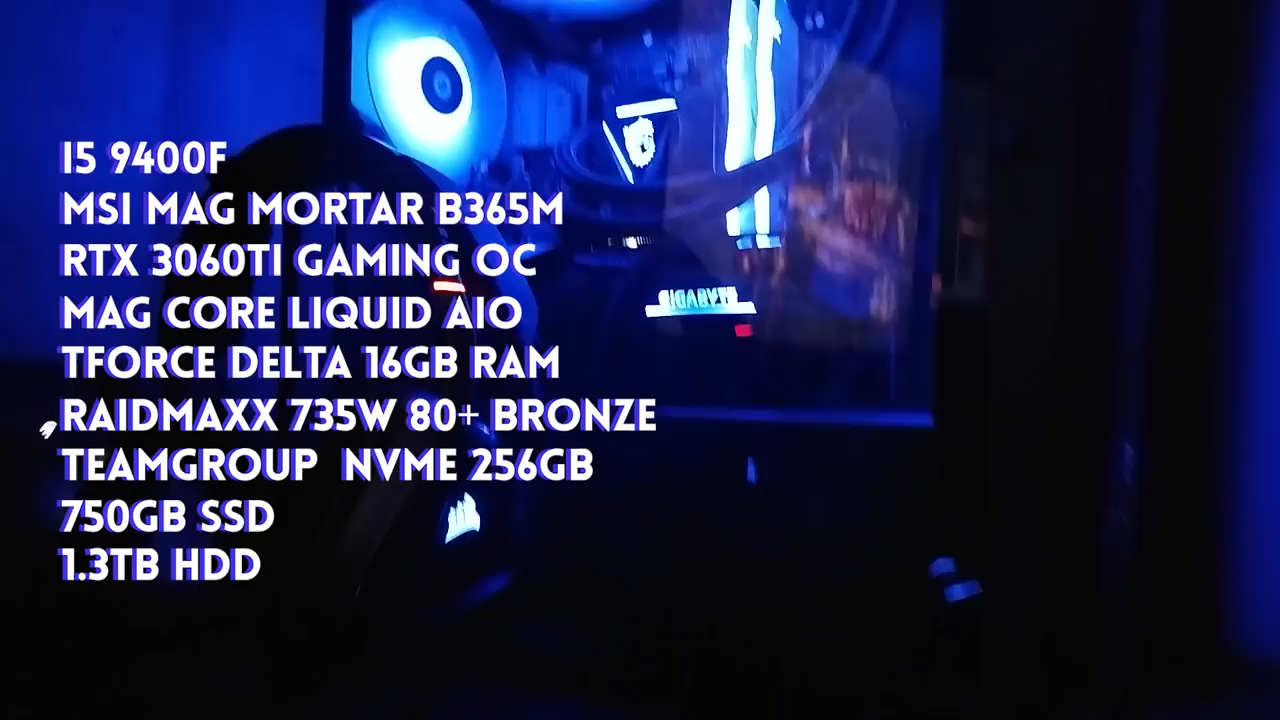 I5 9400F
MSI MAG MORTAR B365M
RTX 3060TI GAMING OC
MAG CORE LIQUID AIO
TFORCE DELTA 16GB RAM
RAIDMAXX 735W 80+ BRONZE
TEAMGROUP NVME 256GB
750GB SSD
1.3TB HDD
GIGABYTE